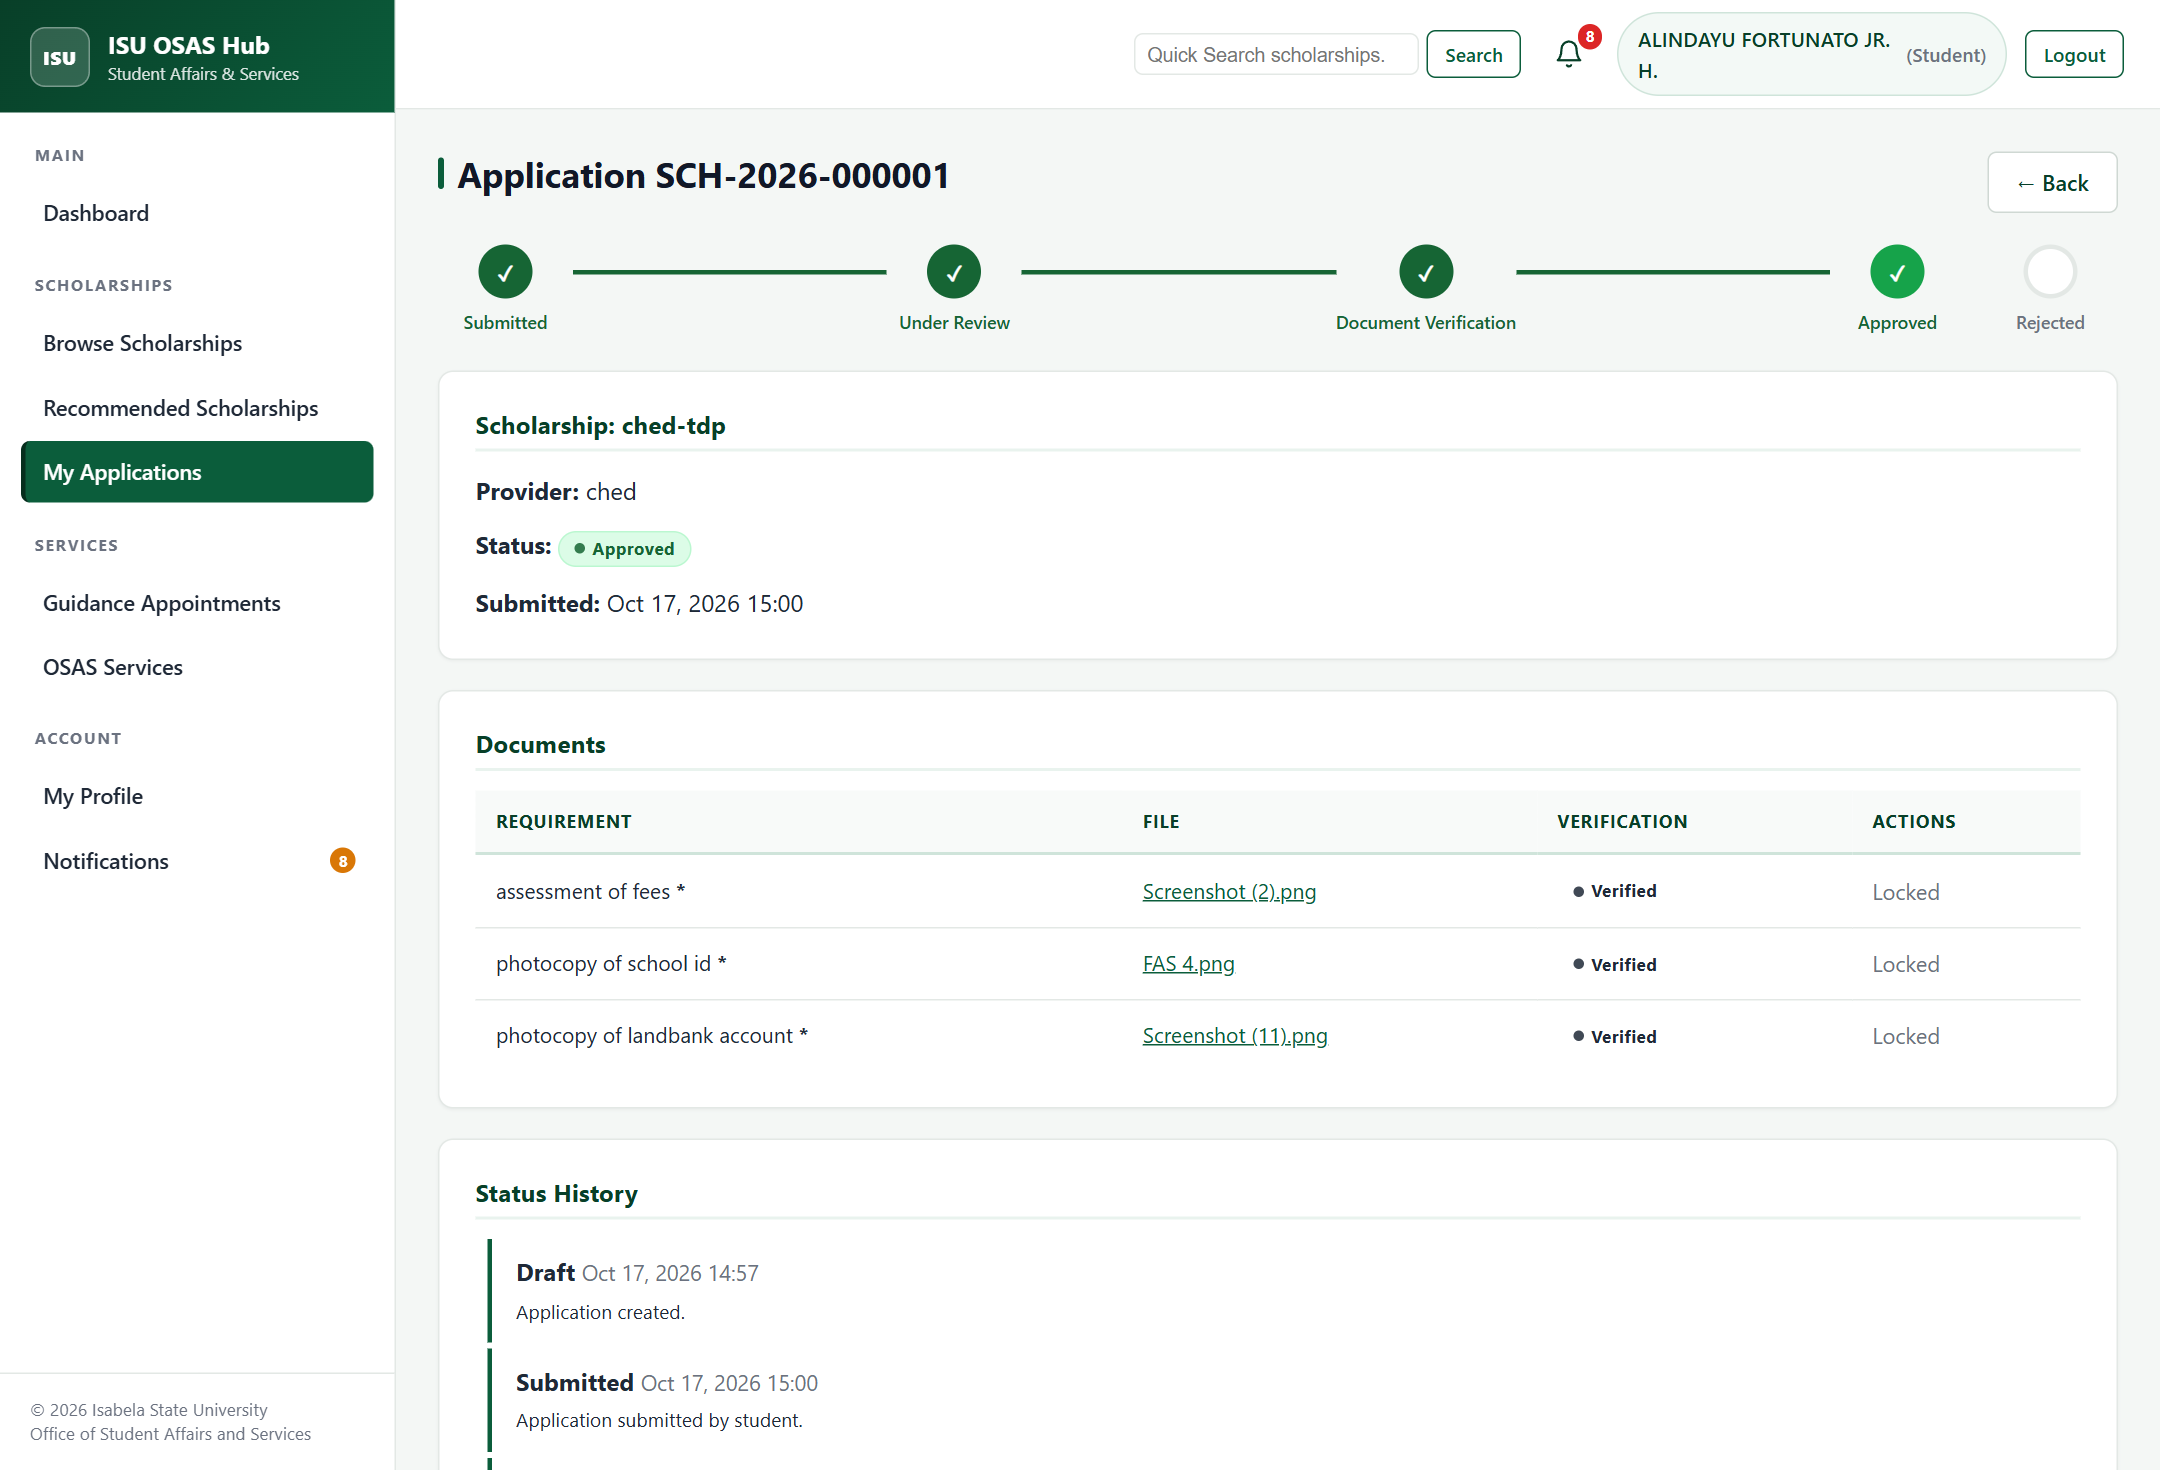 ISU
ISU OSAS Hub
Student Affairs & Services
Quick Search scholarships.
Search
8
ALINDAYU FORTUNATO JR. H.
(Student)
Logout
MAIN
Dashboard
SCHOLARSHIPS
Browse Scholarships
Recommended Scholarships
My Applications
SERVICES
Guidance Appointments
OSAS Services
ACCOUNT
My Profile
Notifications 8
© 2026 Isabela State University
Office of Student Affairs and Services
Application SCH-2026-000001
← Back
✓ ✓ ✓ ✓
Submitted Under Review Document Verification Approved Rejected
Scholarship: ched-tdp
Provider: ched
Status: Approved
Submitted: Oct 17, 2026 15:00
Documents
REQUIREMENT FILE VERIFICATION ACTIONS
assessment of fees * Screenshot (2).png Verified Locked
photocopy of school id * FAS 4.png Verified Locked
photocopy of landbank account * Screenshot (11).png Verified Locked
Status History
Draft Oct 17, 2026 14:57
Application created.
Submitted Oct 17, 2026 15:00
Application submitted by student.